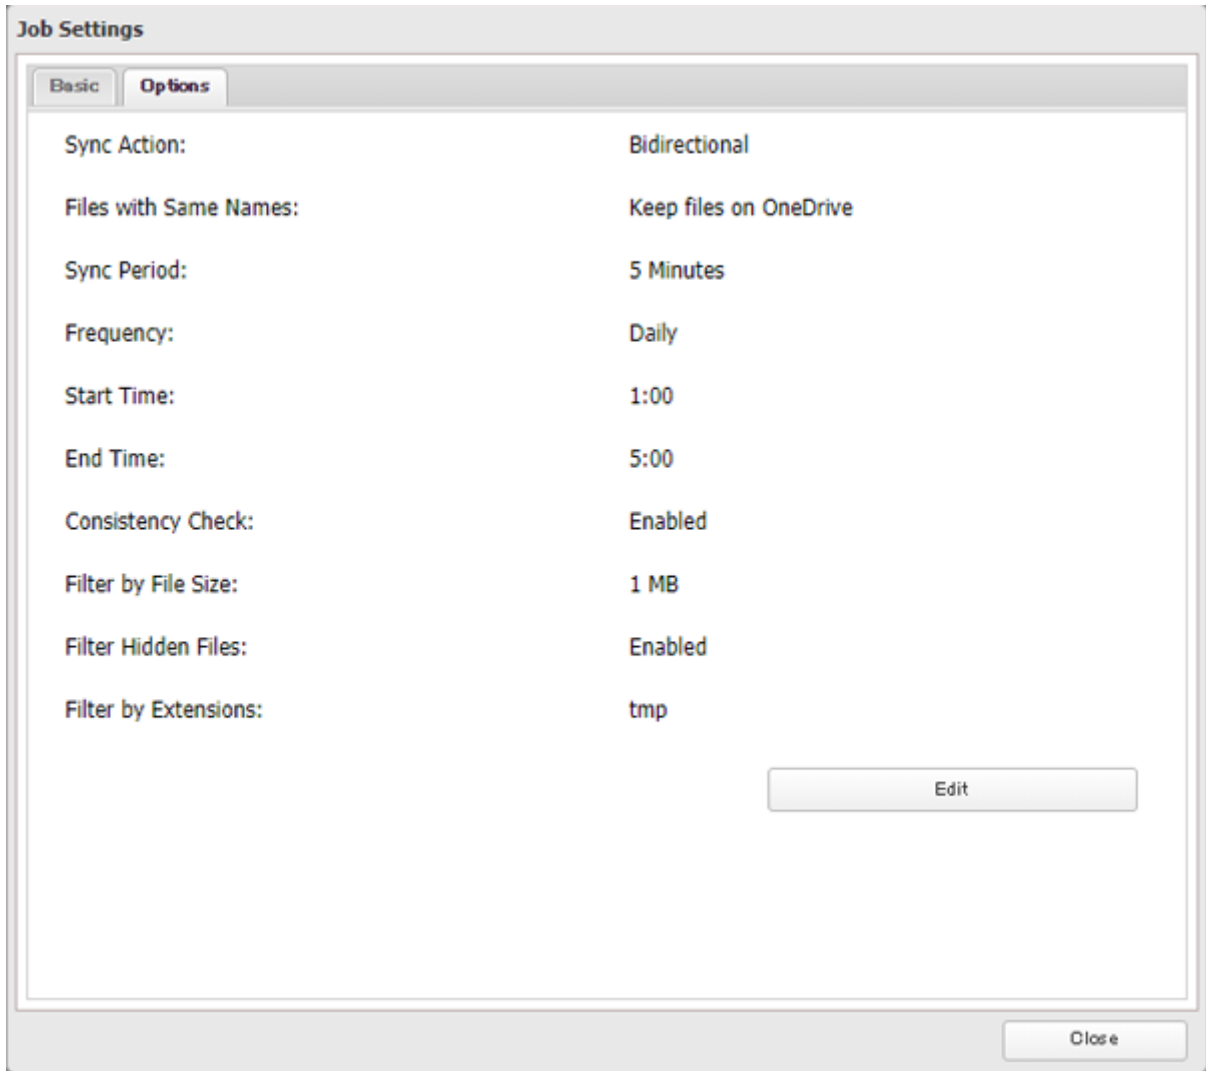 Job Settings
Basic Options
Sync Action: Bidirectional
Files with Same Names: Keep files on OneDrive
Sync Period: 5 Minutes
Frequency: Daily
Start Time: 1:00
End Time: 5:00
Consistency Check: Enabled
Filter by File Size: 1 MB
Filter Hidden Files: Enabled
Filter by Extensions: tmp
Edit
Close